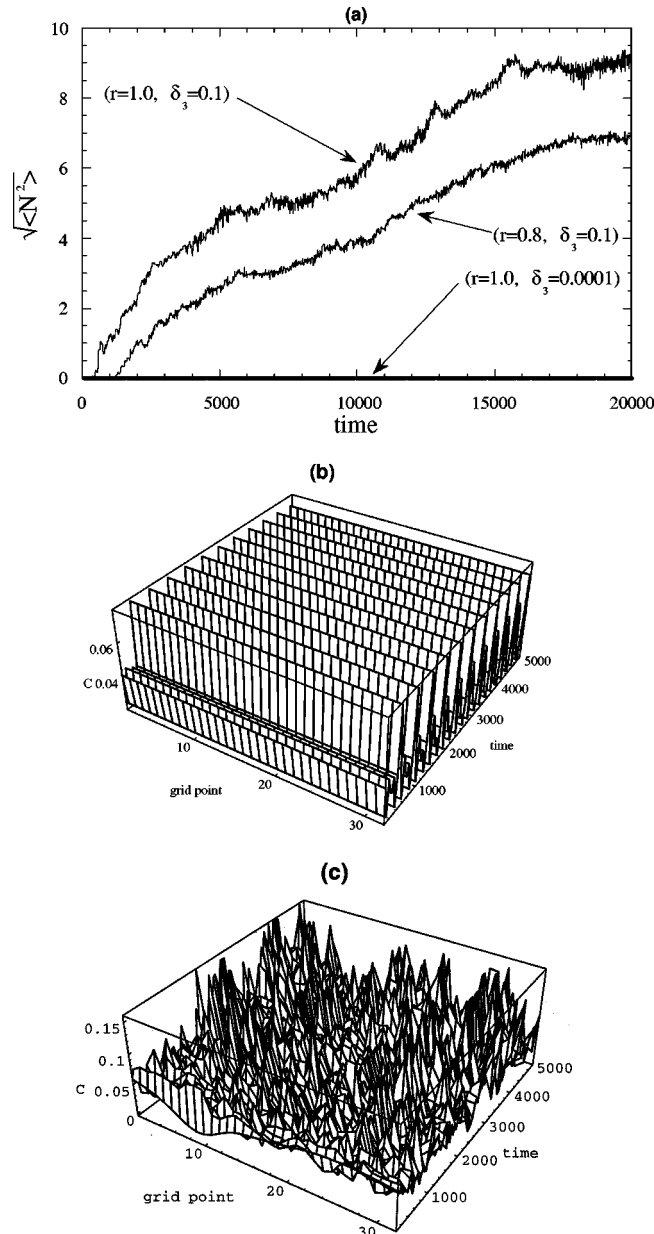 (a)
10
(r=1.0, δ₃=0.1)
8
6
√<N²>
4
(r=0.8, δ₃=0.1)
(r=1.0, δ₃=0.0001)
2
0
0 5000 10000 15000 20000
time
(b)
0.06
C 0.04
5000
4000
3000
2000
1000
time
10
20
30
grid point
(c)
0.15
0.1
C 0.05
0
5000
4000
3000
2000
1000
time
10
20
30
grid point